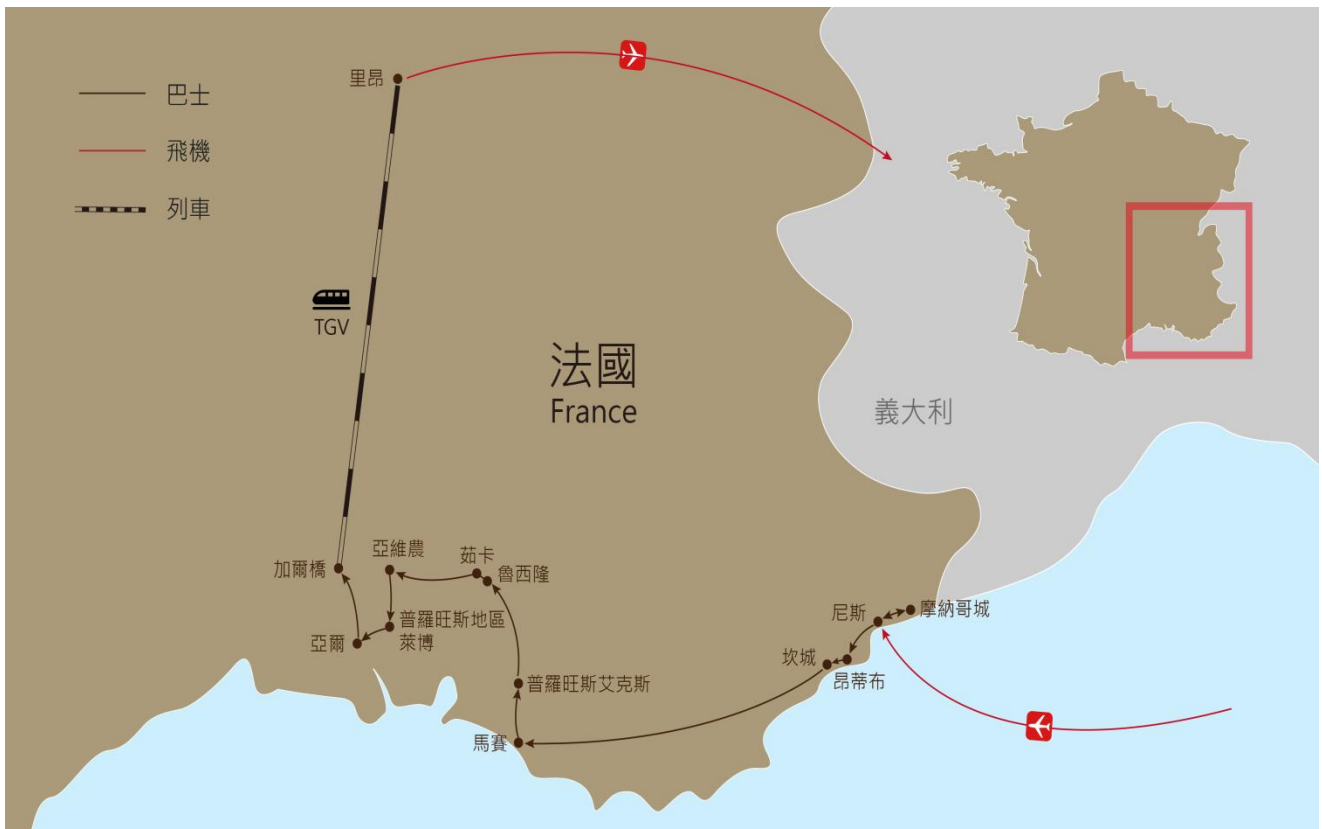 里昂
巴士
飛機
列車
TGV
法國
France
義大利
加爾橋
亞維農
茹卡
魯西隆
普羅旺斯地區
萊博
亞爾
尼斯
摩納哥城
坎城
昂蒂布
普羅旺斯艾克斯
馬賽